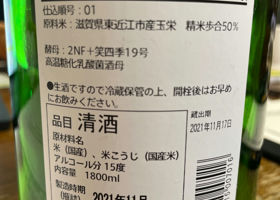 仕込順号：01
原料米：滋賀県東近江市産玉栄　精米歩合50%
酵母：2NF+笑四季19号
高温糖化乳酸菌酒母
●生酒ですので冷蔵保管の上、開栓後はお早め
にお飲みください。
品目 清酒
原材料名
米（国産）、米こうじ（国産米）
アルコール分 15度
内容量 1800ml
製造時期
2021年11月
蔵出期
2021年11月17日